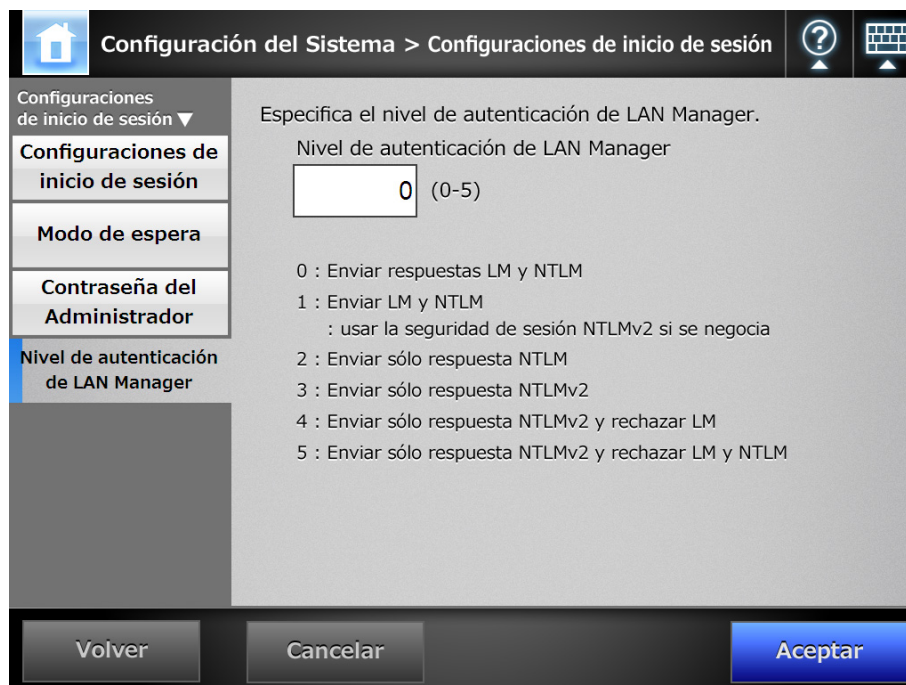 Configuración del Sistema > Configuraciones de inicio de sesión
?
Configuraciones
de inicio de sesión ▼
Configuraciones de
inicio de sesión
Modo de espera
Contraseña del
Administrador
Nivel de autenticación
de LAN Manager
Especifica el nivel de autenticación de LAN Manager.
Nivel de autenticación de LAN Manager
0 (0-5)
0 : Enviar respuestas LM y NTLM
1 : Enviar LM y NTLM
: usar la seguridad de sesión NTLMv2 si se negocia
2 : Enviar sólo respuesta NTLM
3 : Enviar sólo respuesta NTLMv2
4 : Enviar sólo respuesta NTLMv2 y rechazar LM
5 : Enviar sólo respuesta NTLMv2 y rechazar LM y NTLM
Volver
Cancelar
Aceptar